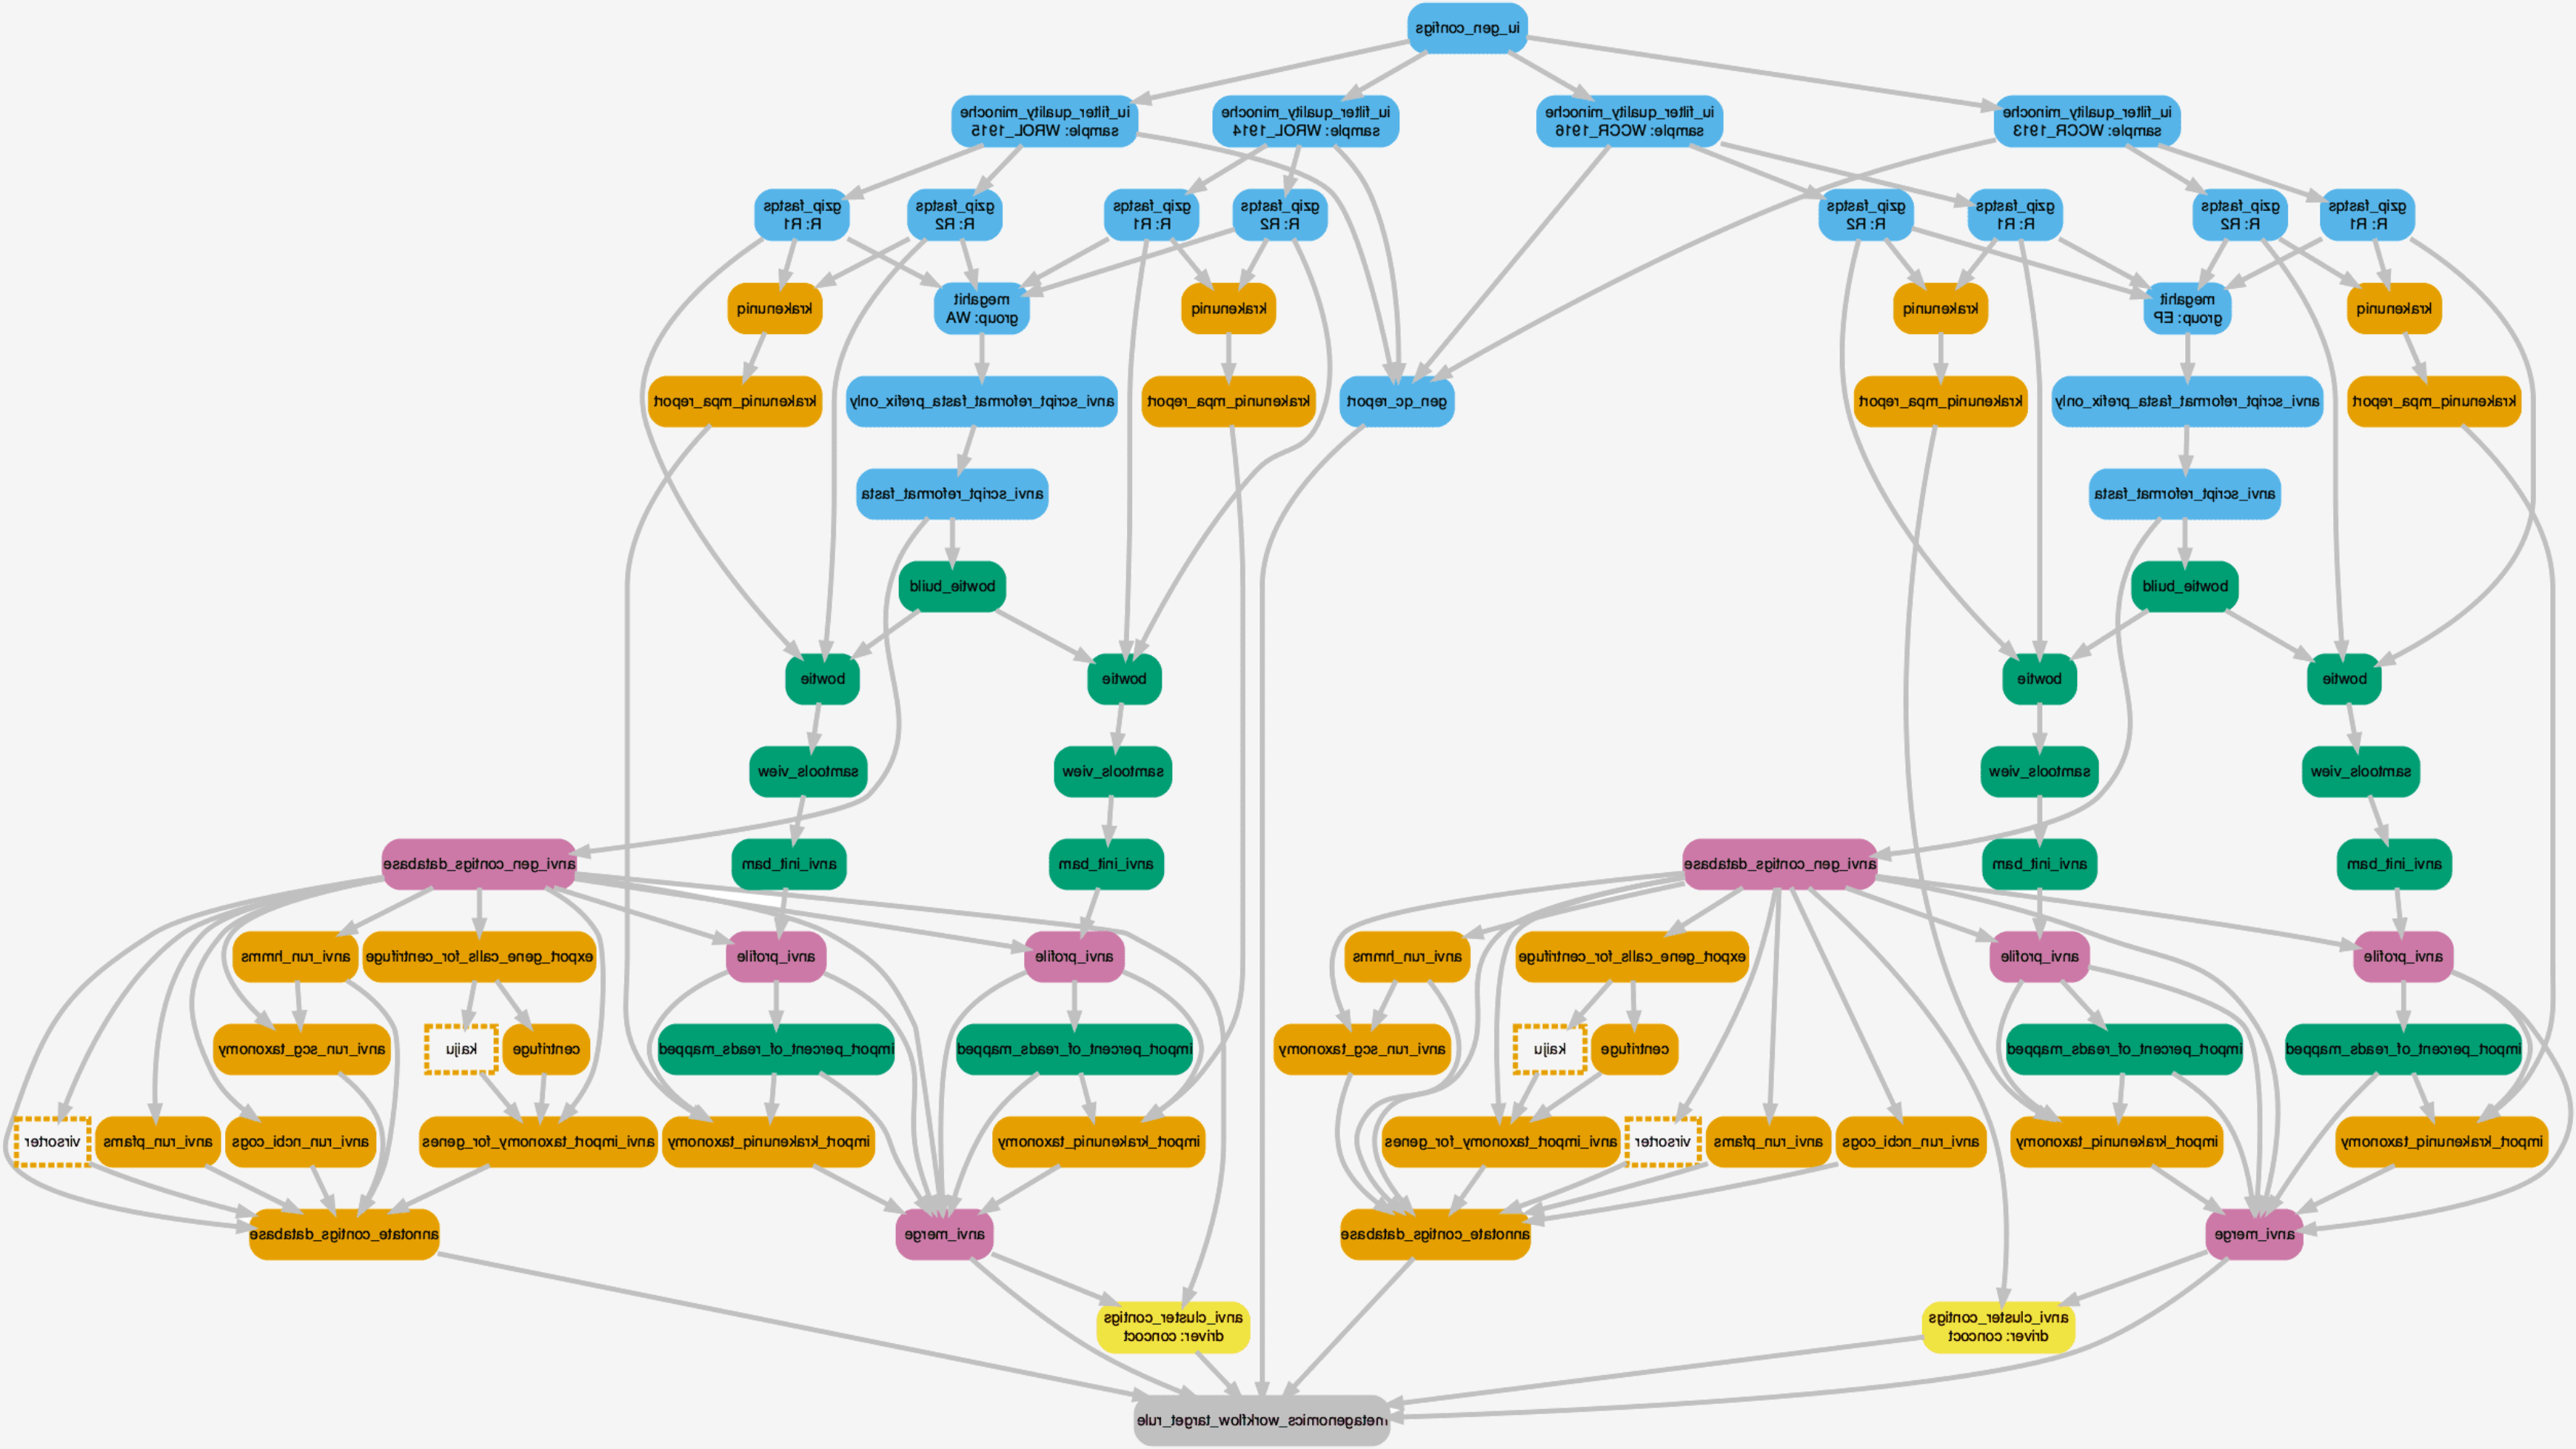 iu_gen_configs
iu_filter_quality_minoche
sample: WROL_1915
iu_filter_quality_minoche
sample: WROL_1914
iu_filter_quality_minoche
sample: WCCR_1916
iu_filter_quality_minoche
sample: WCCR_1913
gzip_fastqs
R: R1
gzip_fastqs
R: R2
gzip_fastqs
R: R1
gzip_fastqs
R: R2
gzip_fastqs
R: R2
gzip_fastqs
R: R1
gzip_fastqs
R: R2
gzip_fastqs
R: R1
krakenuniq
megahit
group: WA
krakenuniq
krakenuniq
megahit
group: EP
krakenuniq
krakenuniq_mpa_report
anvi_script_reformat_fasta_prefix_only
krakenuniq_mpa_report
gen_qc_report
krakenuniq_mpa_report
anvi_script_reformat_fasta_prefix_only
krakenuniq_mpa_report
anvi_script_reformat_fasta
anvi_script_reformat_fasta
bowtie_build
bowtie_build
bowtie
bowtie
bowtie
bowtie
samtools_view
samtools_view
samtools_view
samtools_view
anvi_gen_contigs_database
anvi_init_bam
anvi_init_bam
anvi_gen_contigs_database
anvi_init_bam
anvi_init_bam
anvi_run_hmms
export_gene_calls_for_centrifuge
anvi_profile
anvi_profile
anvi_run_hmms
export_gene_calls_for_centrifuge
anvi_profile
anvi_profile
anvi_run_scg_taxonomy
kaiju
centrifuge
import_percent_of_reads_mapped
import_percent_of_reads_mapped
anvi_run_scg_taxonomy
kaiju
centrifuge
import_percent_of_reads_mapped
import_percent_of_reads_mapped
virsorter
anvi_run_pfams
anvi_run_ncbi_cogs
anvi_import_taxonomy_for_genes
import_krakenuniq_taxonomy
import_krakenuniq_taxonomy
anvi_import_taxonomy_for_genes
virsorter
anvi_run_pfams
anvi_run_ncbi_cogs
import_krakenuniq_taxonomy
import_krakenuniq_taxonomy
annotate_contigs_database
anvi_merge
annotate_contigs_database
anvi_merge
anvi_cluster_contigs
driver: concoct
anvi_cluster_contigs
driver: concoct
metagenomics_workflow_target_rule